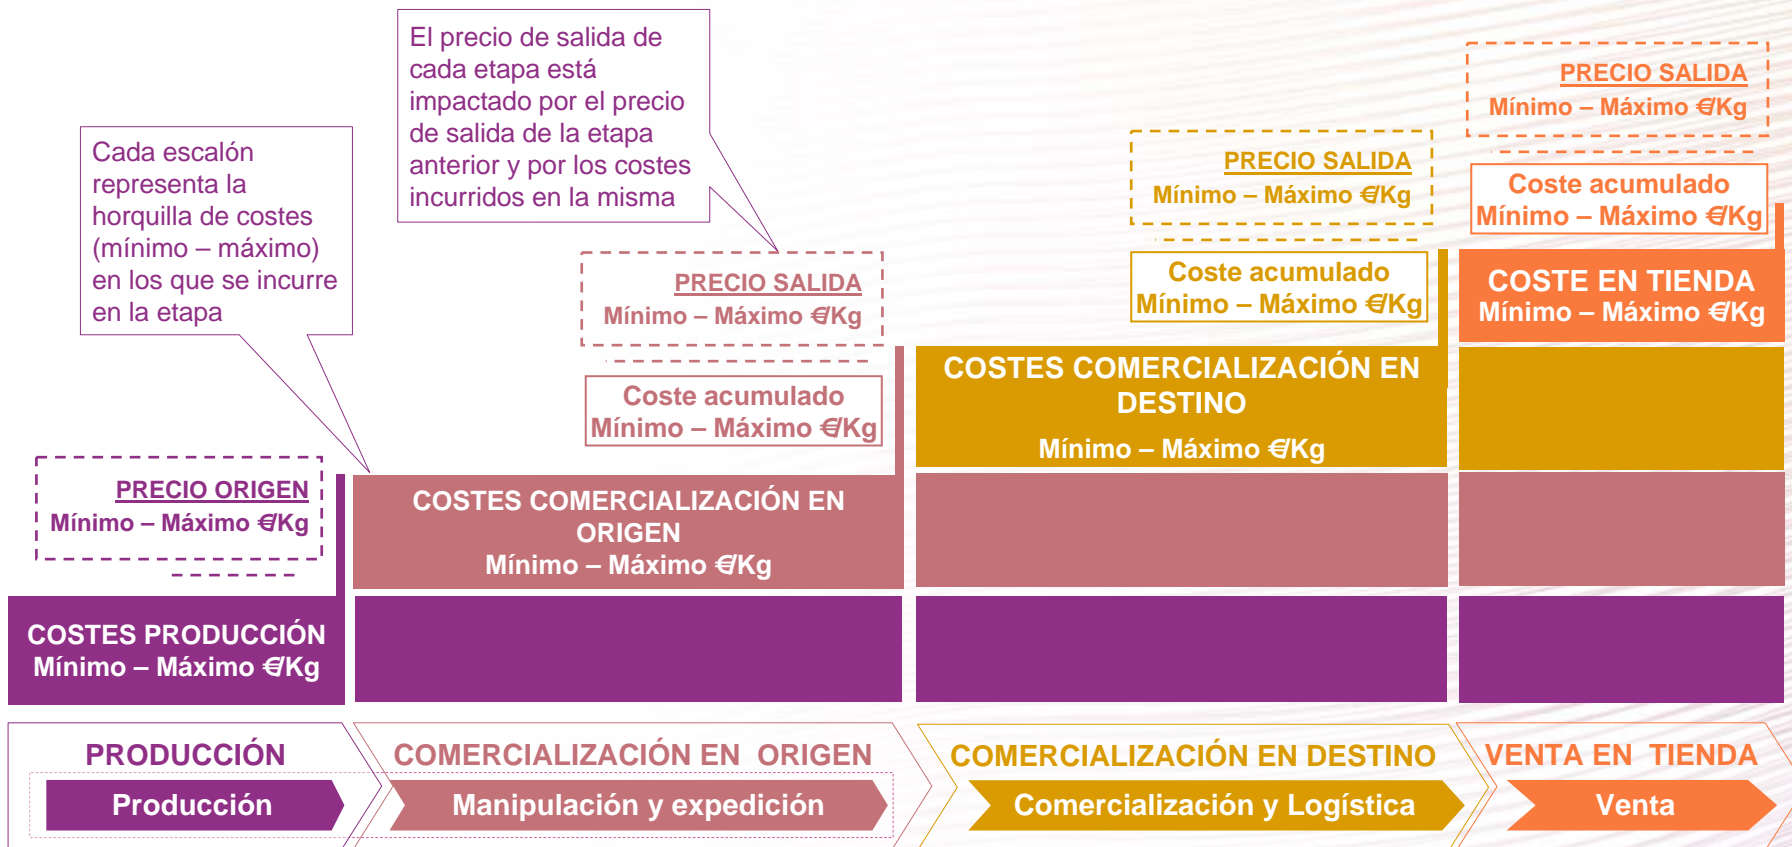 El precio de salida de
cada etapa está
impactado por el precio
de salida de la etapa
anterior y por los costes
incurridos en la misma
Cada escalón
representa la
horquilla de costes
(mínimo – máximo)
en los que se incurre
en la etapa
PRECIO SALIDA
Mínimo – Máximo €/Kg
Coste acumulado
Mínimo – Máximo €/Kg
PRECIO SALIDA
Mínimo – Máximo €/Kg
Coste acumulado
Mínimo – Máximo €/Kg
PRECIO SALIDA
Mínimo – Máximo €/Kg
Coste acumulado
Mínimo – Máximo €/Kg
PRECIO ORIGEN
Mínimo – Máximo €/Kg
COSTE EN TIENDA
Mínimo – Máximo €/Kg
COSTES COMERCIALIZACIÓN EN
DESTINO
Mínimo – Máximo €/Kg
COSTES COMERCIALIZACIÓN EN
ORIGEN
Mínimo – Máximo €/Kg
COSTES PRODUCCIÓN
Mínimo – Máximo €/Kg
PRODUCCIÓN
Producción
COMERCIALIZACIÓN EN ORIGEN
Manipulación y expedición
COMERCIALIZACIÓN EN DESTINO
Comercialización y Logística
VENTA EN TIENDA
Venta